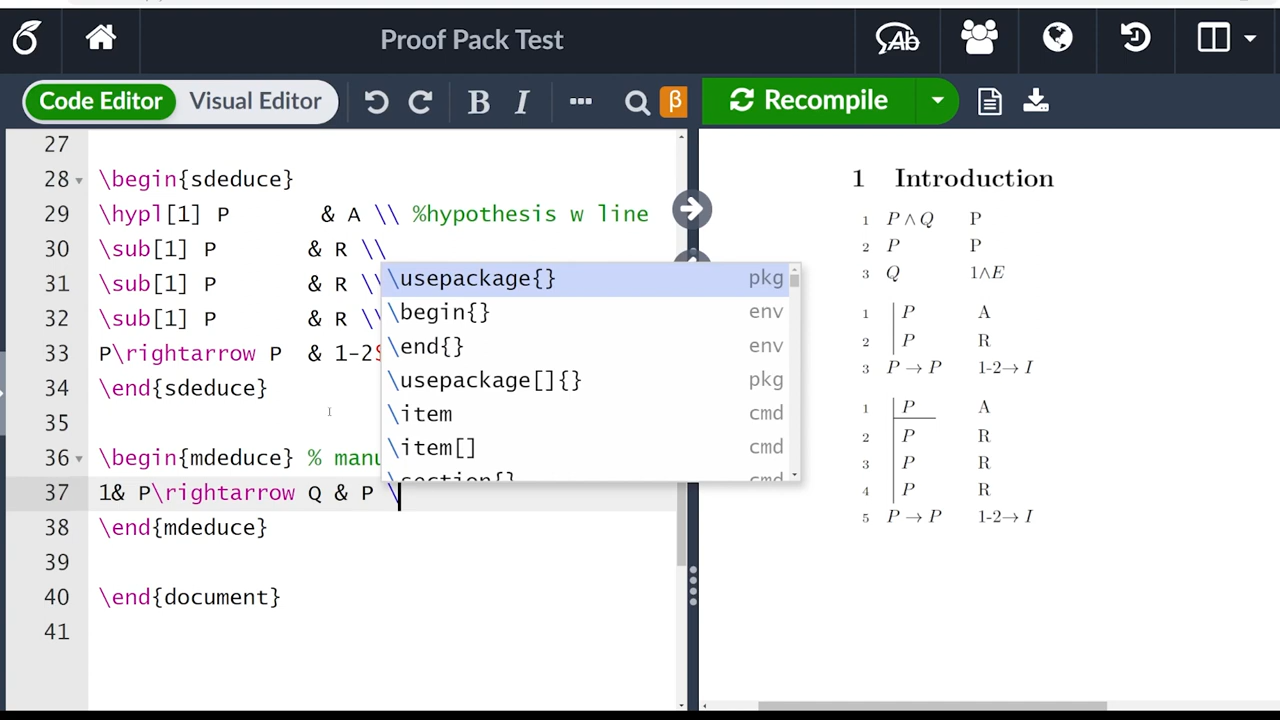 Proof Pack Test
Code Editor Visual Editor B I ... β Recompile
27
28 \begin{sdeduce}
29 \hypl[1] P & A \\ %hypothesis w line
30 \sub[1] P & R \\
31 \sub[1] P & R \\
32 \sub[1] P & R \\
33 P\rightarrow P & 1-2$
34 \end{sdeduce}
35
36 \begin{mdeduce} % manu
37 1& P\rightarrow Q & P \
38 \end{mdeduce}
39
40 \end{document}
41
\usepackage{} pkg
\begin{} env
\end{} env
\usepackage[]{} pkg
\item cmd
\item[] cmd
\section{} cmd
1 Introduction
1 P ∧ Q P
2 P P
3 Q 1∧E
1 P A
2 P R
3 P → P 1-2→ I
1 P A
2 P R
3 P R
4 P R
5 P → P 1-2→ I